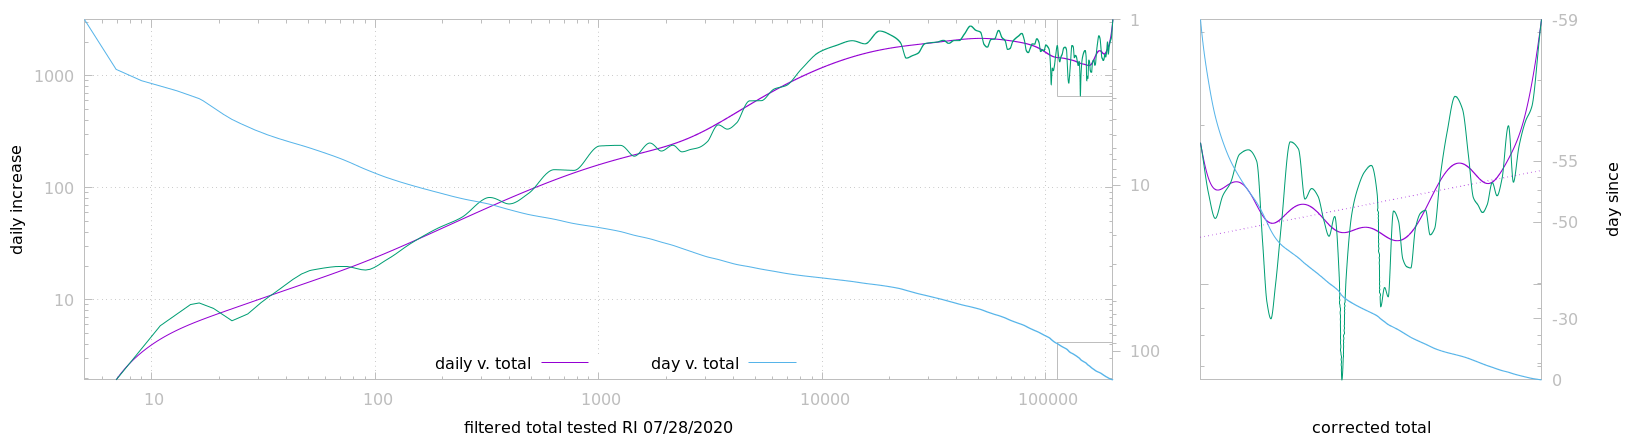 daily increase
1000
100
10
daily v. total
day v. total
10
100
1000
10000
100000
filtered total tested RI 07/28/2020
1
10
100
-59
-55
-50
-30
0
day since
corrected total